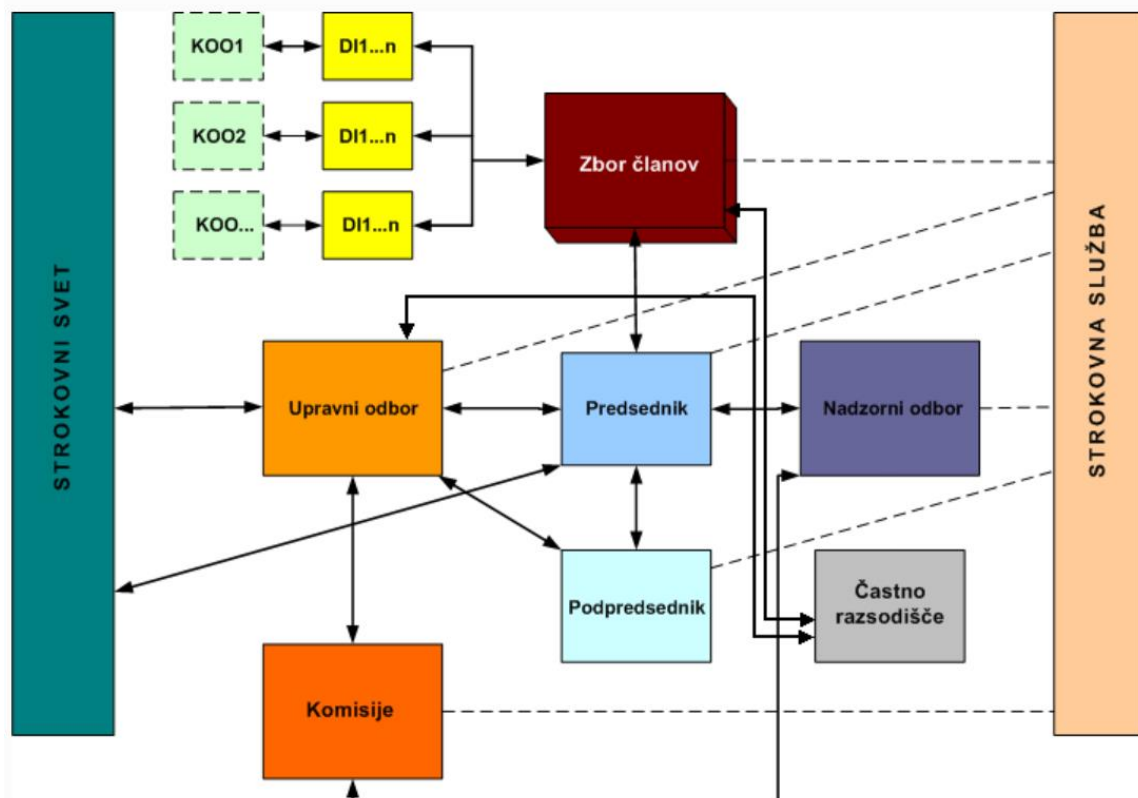 KOO1
DI1...n
KOO2
DI1...n
Zbor članov
KOO...
DI1...n
STROKOVNI SVET
STROKOVNA SLUŽBA
Upravni odbor
Predsednik
Nadzorni odbor
Podpredsednik
Častno
razsodišče
Komisije